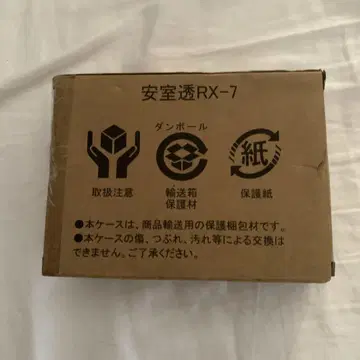 安室透RX-7
ダンボール
取扱注意
輸送箱
保護材
紙
保護紙
●本ケースは、商品輸送用の保護梱包材です。
●本ケースの傷、つぶれ、汚れ等による交換は
できません。ご了承ください。